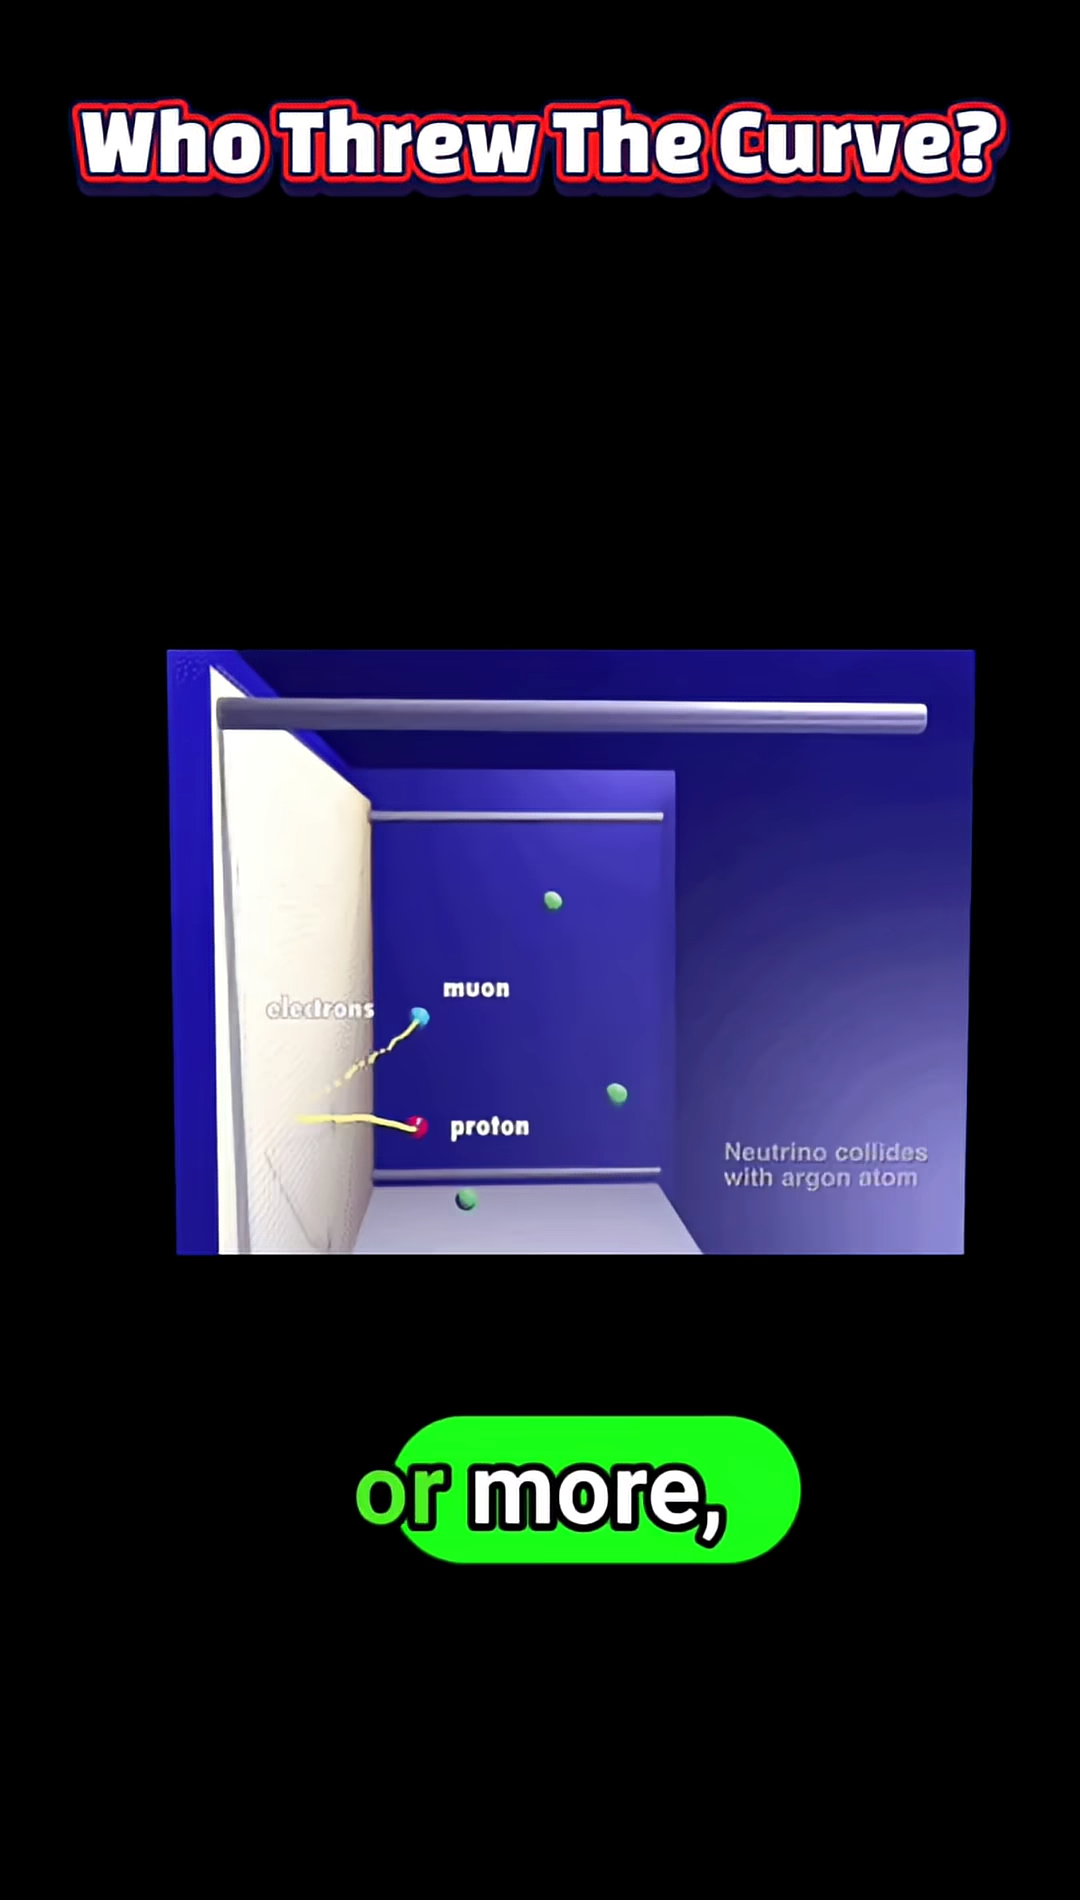 Who Threw The Curve?
muon
electrons
proton
Neutrino collides
with argon atom
or more,